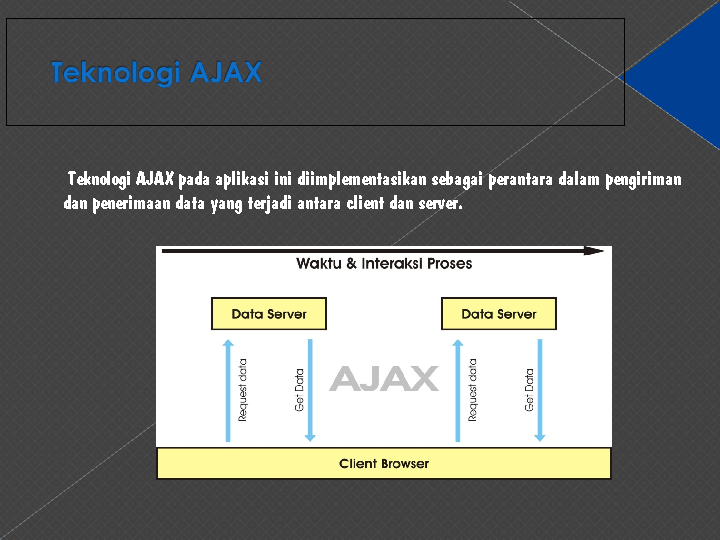 Teknologi AJAX
Teknologi AJAX pada aplikasi ini diimplementasikan sebagai perantara dalam pengiriman
dan penerimaan data yang terjadi antara client dan server.
Waktu & Interaksi Proses
Data Server
Data Server
Request data
Get Data
AJAX
Request data
Get Data
Client Browser